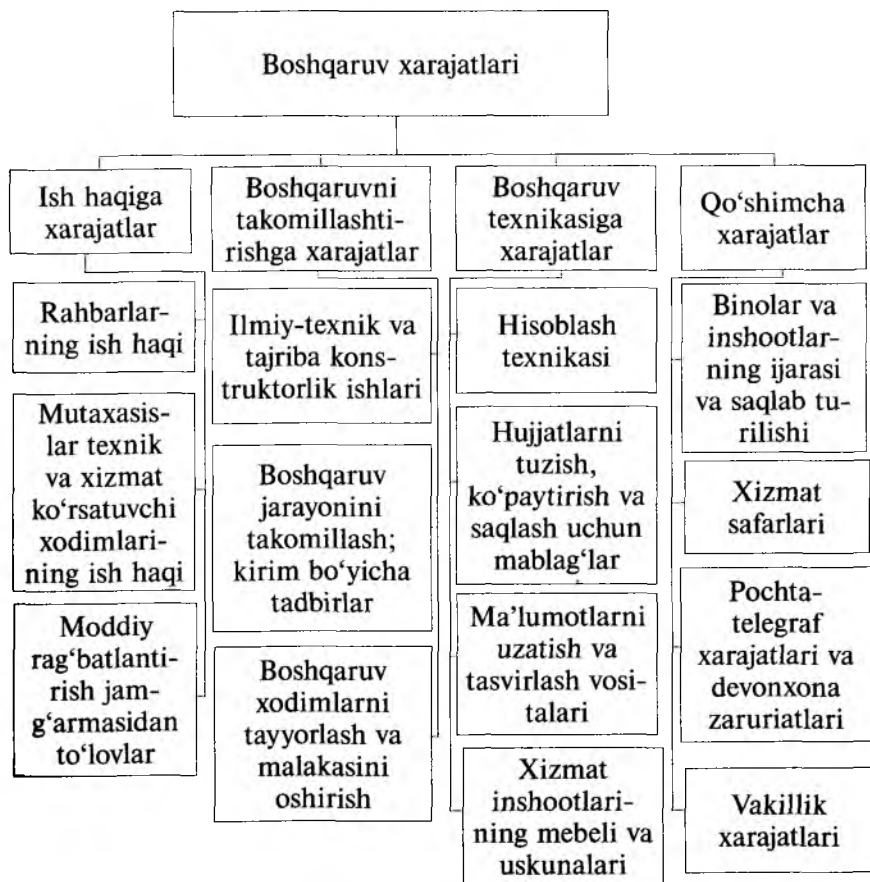 Boshqaruv xarajatlari
Ish haqiga
xarajatlar
Boshqaruvni
takomillashti-
rishga xarajatlar
Boshqaruv
texnikasiga
xarajatlar
Qo‘shimcha
xarajatlar
Rahbarlar-
ning ish haqi
Mutaxasis-
lar texnik
va xizmat
ko‘rsatuvchi
xodimlari-
ning ish haqi
Moddiy
rag‘batlanti-
rish jam-
g‘armasidan
to‘lovlar
Ilmiy-texnik va
tajriba kons-
truktorlik ishlari
Boshqaruv
jarayonini
takomillash;
kirim bo‘yicha
tadbirlar
Boshqaruv
xodimlarni
tayyorlash va
malakasini
oshirish
Hisoblash
texnikasi
Hujjatlarni
tuzish,
ko‘paytirish va
saqlash uchun
mablag‘lar
Ma’lumotlarni
uzatish va
tasvirlash vosi-
talari
Xizmat
inshootlari-
ning mebeli va
uskunalari
Binolar va
inshootlar-
ning ijarasi
va saqlab tu-
rilishi
Xizmat
safarlari
Pochta-
telegraf
xarajatlari va
devonxona
zaruriatlari
Vakillik
xarajatlari